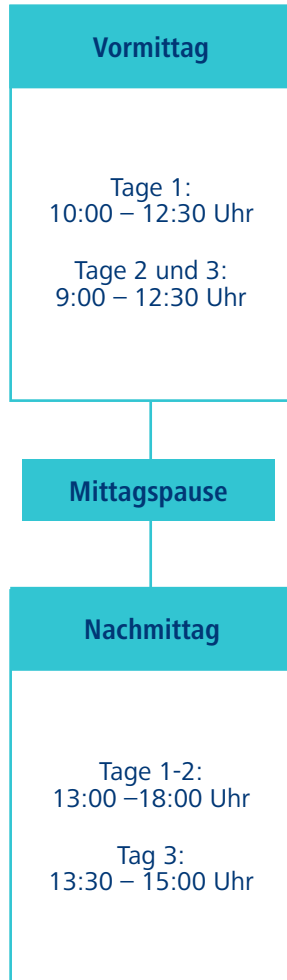 Vormittag
Tage 1:
10:00 – 12:30 Uhr
Tage 2 und 3:
9:00 – 12:30 Uhr
Mittagspause
Nachmittag
Tage 1-2:
13:00 –18:00 Uhr
Tag 3:
13:30 – 15:00 Uhr